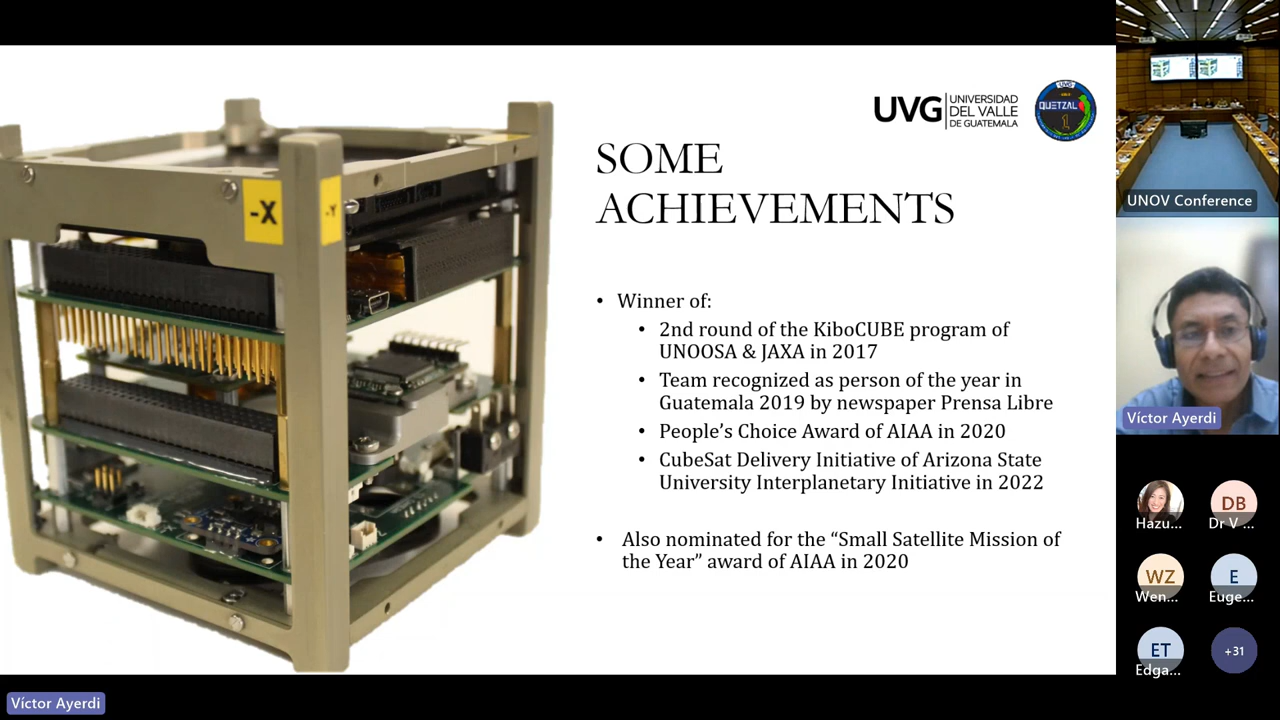 UVG
UNIVERSIDAD
DEL VALLE
DE GUATEMALA
UVG
QUETZAL
1
SOME
ACHIEVEMENTS
-X
-Y
• Winner of:
• 2nd round of the KiboCUBE program of
UNOOSA & JAXA in 2017
• Team recognized as person of the year in
Guatemala 2019 by newspaper Prensa Libre
• People’s Choice Award of AIAA in 2020
• CubeSat Delivery Initiative of Arizona State
University Interplanetary Initiative in 2022
• Also nominated for the “Small Satellite Mission of
the Year” award of AIAA in 2020
UNOV Conference
Víctor Ayerdi
Hazu...
DB
Dr V ...
WZ
Wen...
E
Euge...
ET
Edga...
+31
Víctor Ayerdi